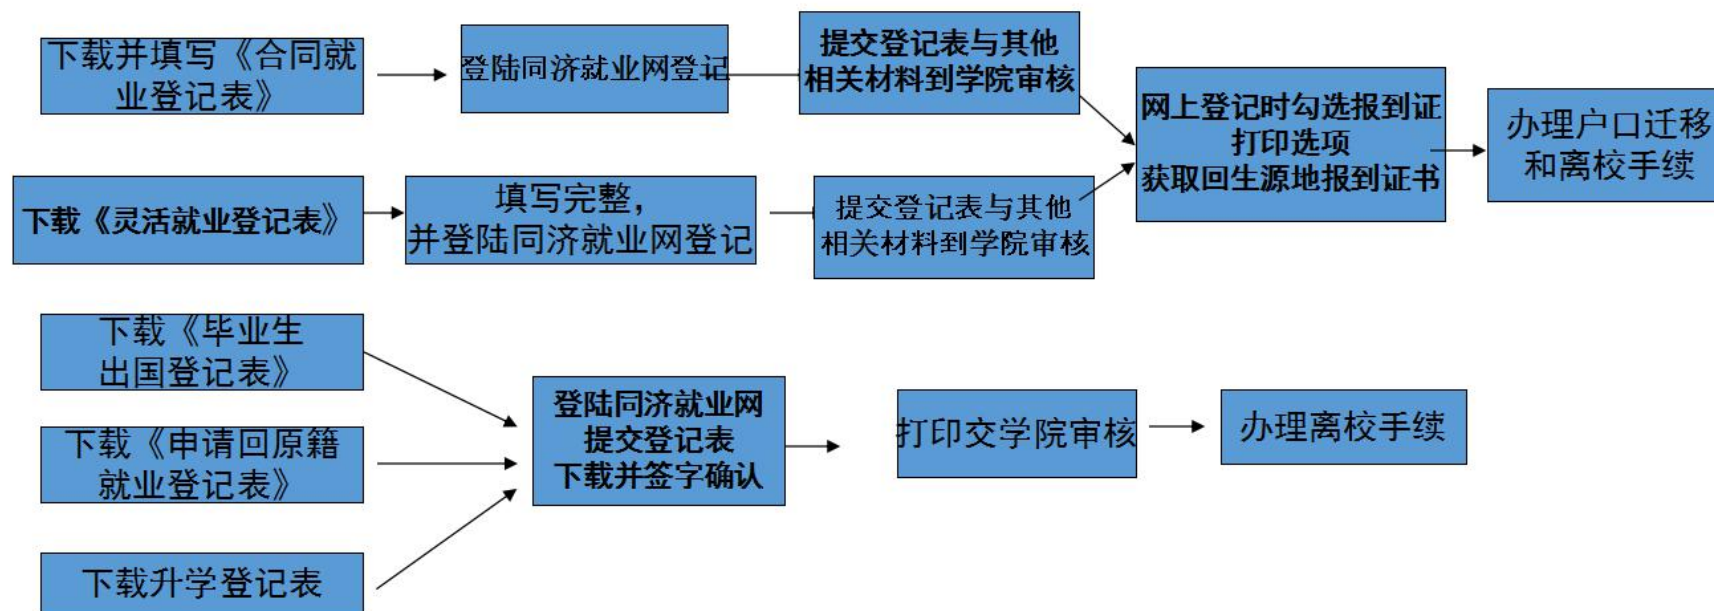 下载并填写《合同就
业登记表》
登陆同济就业网登记
提交登记表与其他
相关材料到学院审核
网上登记时勾选报到证
打印选项
获取回生源地报到证书
办理户口迁移
和离校手续
下载《灵活就业登记表》
填写完整，
并登陆同济就业网登记
提交登记表与其他
相关材料到学院审核
下载《毕业生
出国登记表》
下载《申请回原籍
就业登记表》
下载升学登记表
登陆同济就业网
提交登记表
下载并签字确认
打印交学院审核
办理离校手续